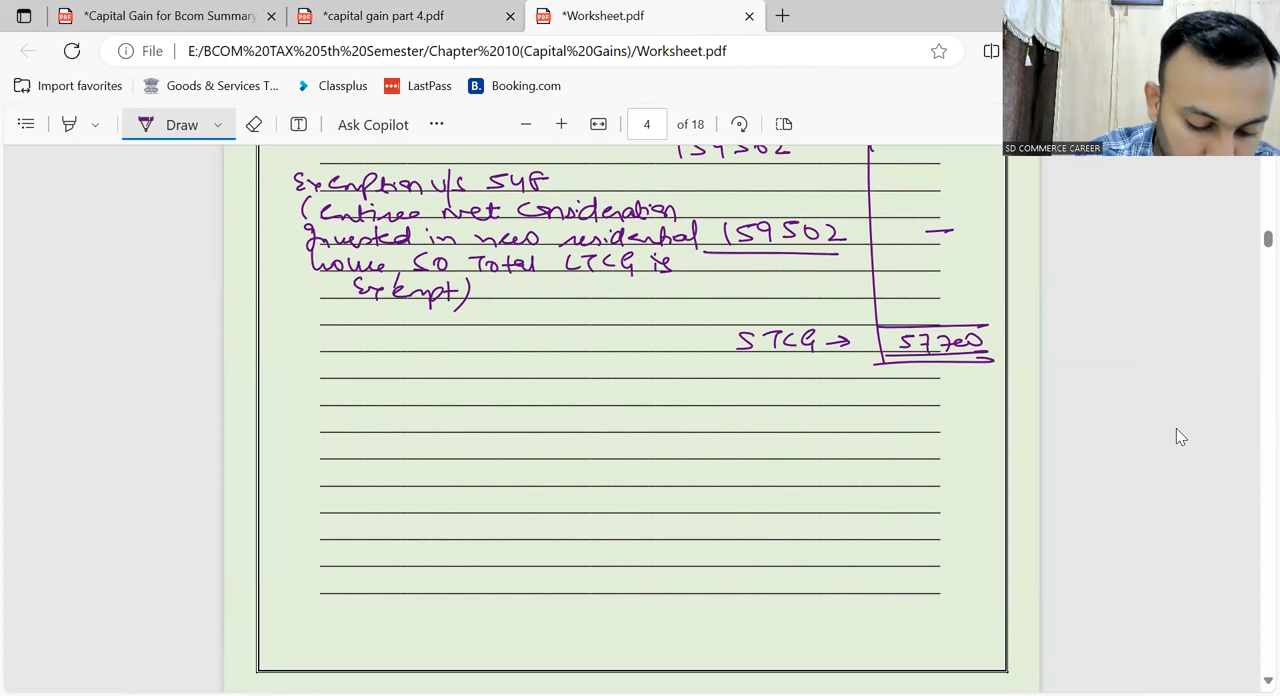 *Capital Gain for Bcom Summary
*capital gain part 4.pdf
*Worksheet.pdf
File
E:/BCOM%20TAX%205th%20Semester/Chapter%2010(Capital%20Gains)/Worksheet.pdf
Import favorites
Goods & Services T...
Classplus
LastPass
B. Booking.com
Draw
Ask Copilot
4 of 18
SD COMMERCE CAREER
159502
Exemption u/s 54F
(Entire net consideration
Invested in new residential 159502 —
house, SO Total LTCG is
Exempt)
STCG → 57700